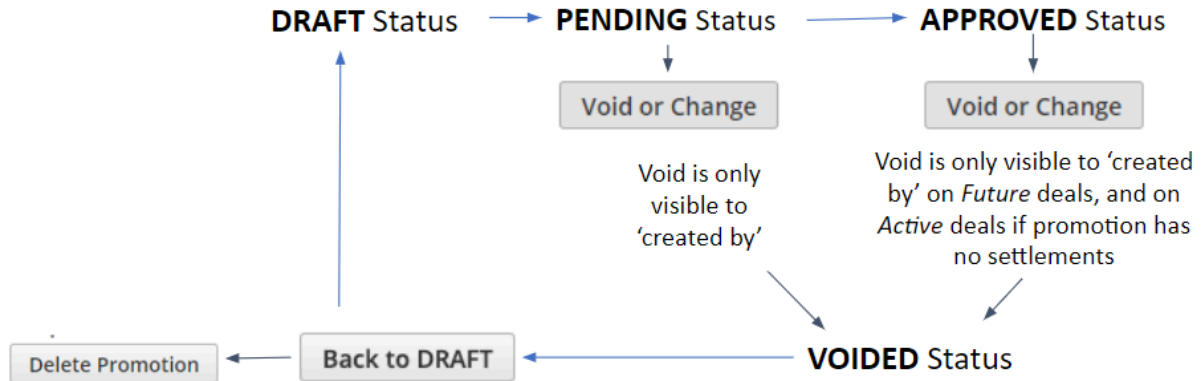 DRAFT Status
PENDING Status
APPROVED Status
Void or Change
Void or Change
Void is only
visible to
‘created by’
Void is only visible to ‘created
by’ on Future deals, and on
Active deals if promotion has
no settlements
Delete Promotion
Back to DRAFT
VOIDED Status